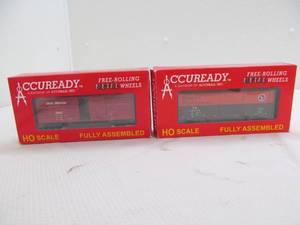 ACCUREADY
A DIVISION OF ACCURAIL INC.
FREE-ROLLING
WHEELS
HO SCALE
FULLY ASSEMBLED
ACCUREADY
A DIVISION OF ACCURAIL INC.
FREE-ROLLING
WHEELS
HO SCALE
FULLY ASSEMBLED